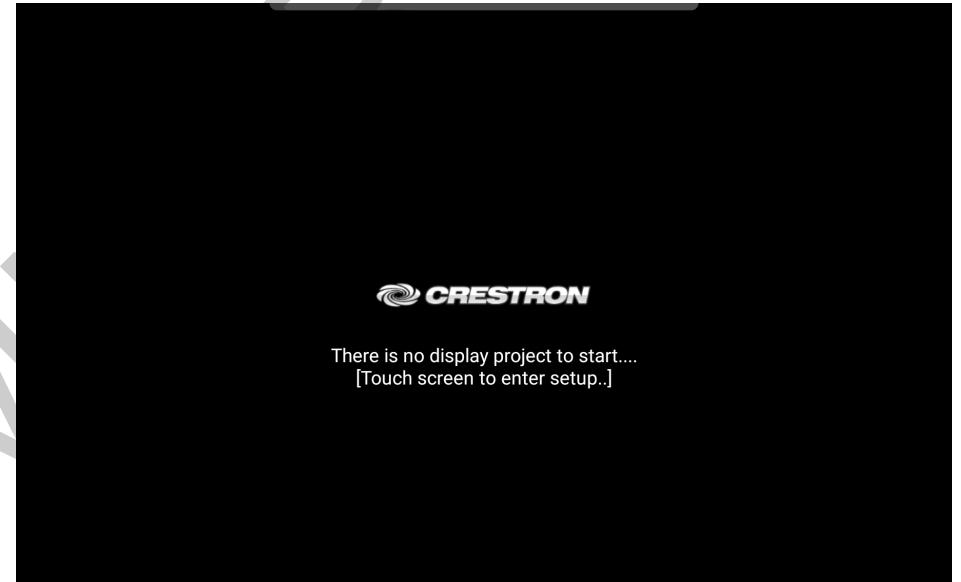 CRESTRON
There is no display project to start....
[Touch screen to enter setup..]